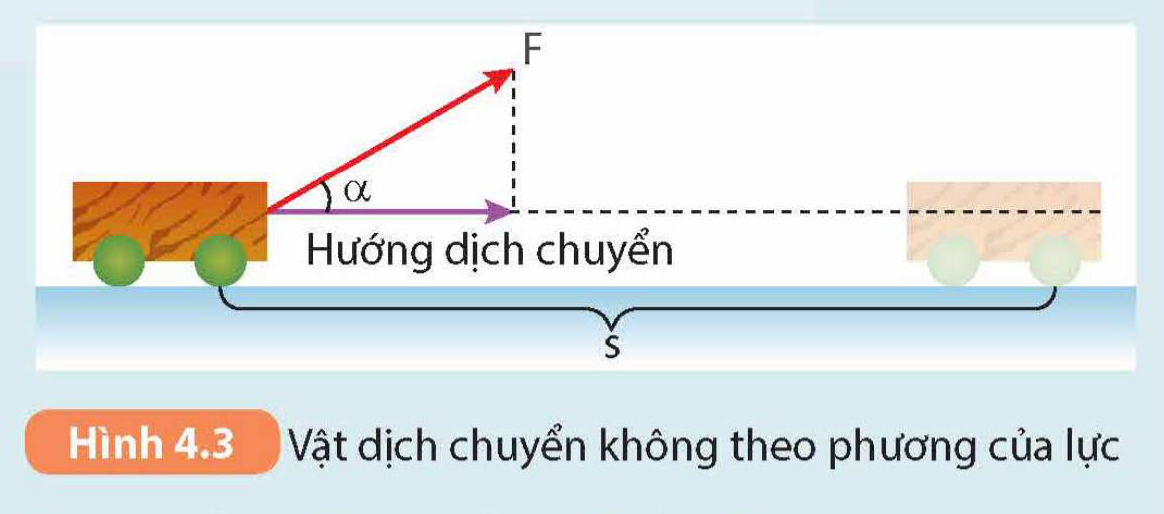 F
α
Hướng dịch chuyển
s
Hình 4.3 Vật dịch chuyển không theo phương của lực